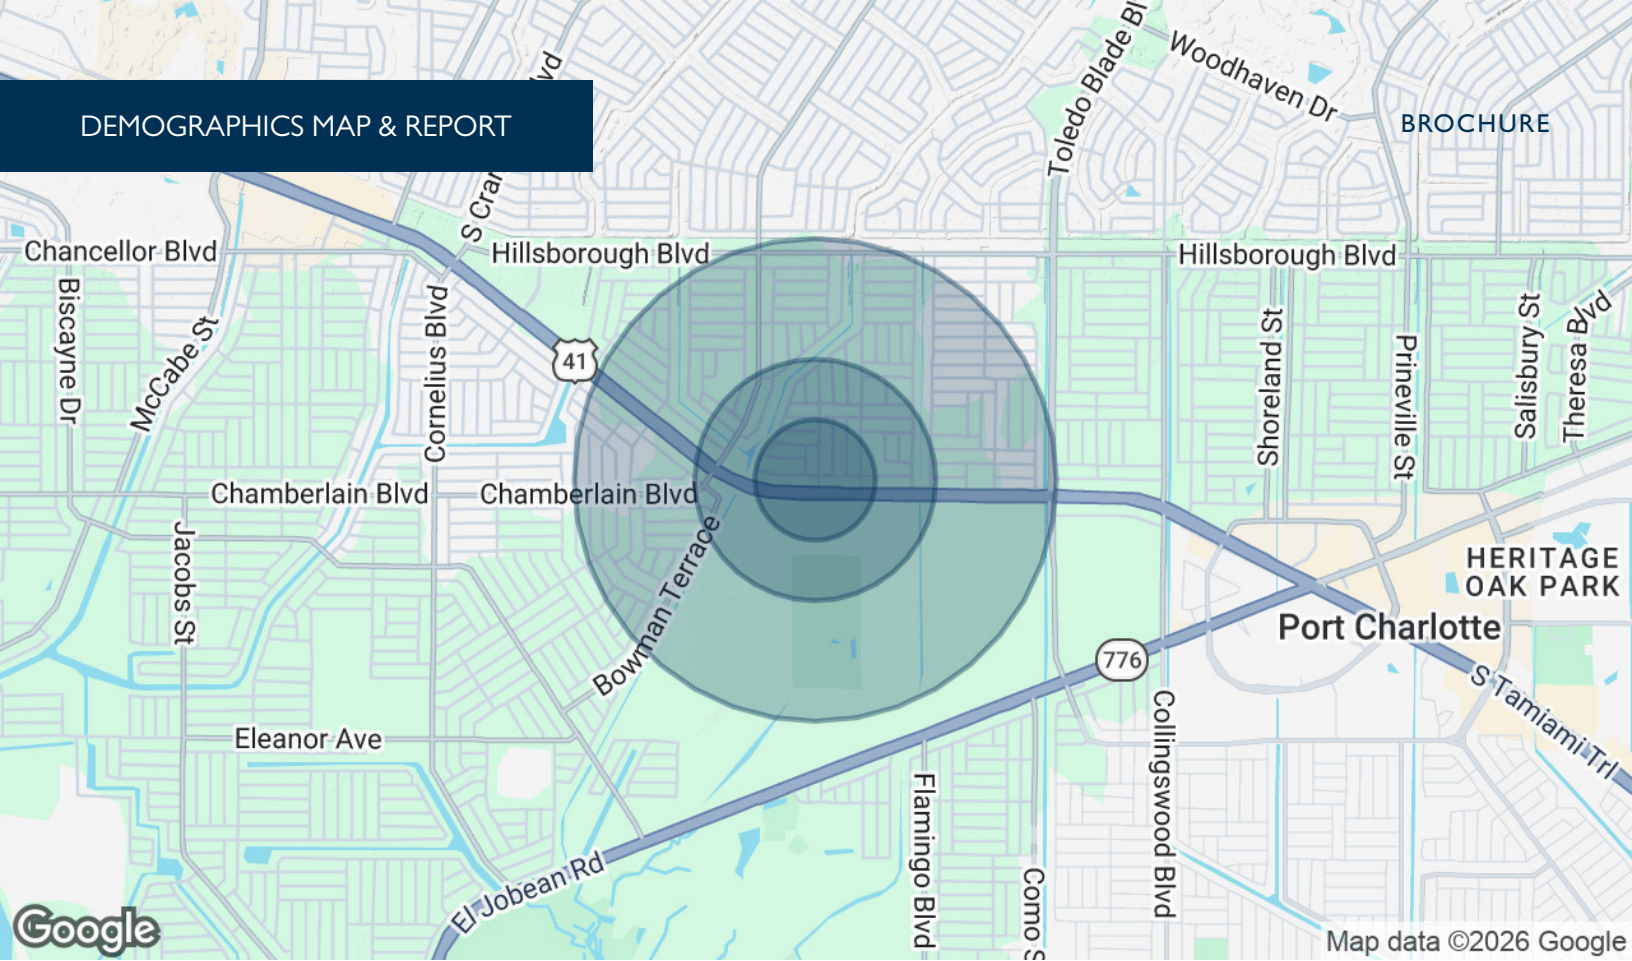 Woodhaven Dr
Toledo Blade Bl
lvd
DEMOGRAPHICS MAP & REPORT
BROCHURE
S Cran
Chancellor Blvd
Hillsborough Blvd
Hillsborough Blvd
Biscayne Dr
McCabe St
Cornelius Blvd
41
Shoreland St
Prineville St
Salisbury St
Theresa Blvd
Chamberlain Blvd
Chamberlain Blvd
Jacobs St
Bowman Terrace
HERITAGE
OAK PARK
Port Charlotte
776
S Tamiami Trl
Eleanor Ave
Collingswood Blvd
Flamingo Blvd
El Jobean Rd
Como S
Google
Map data ©2026 Google